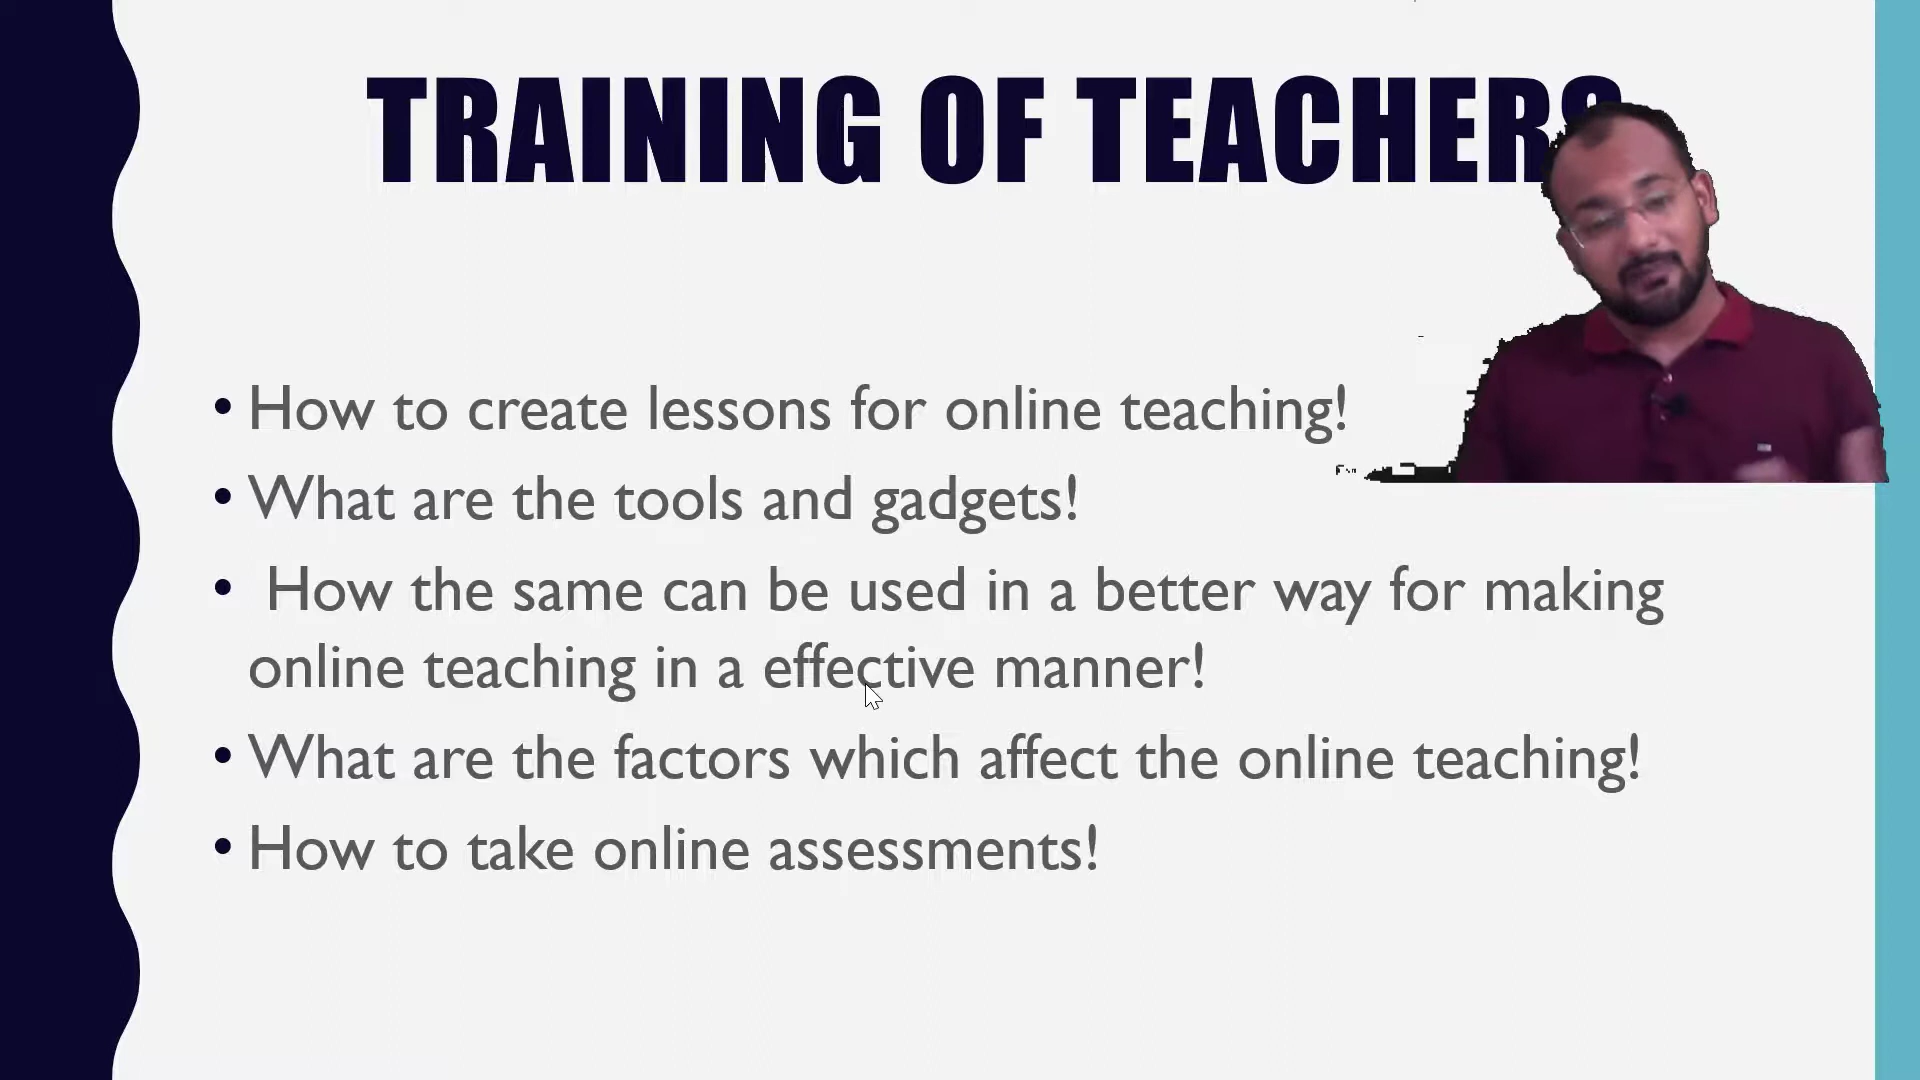 TRAINING OF TEACHERS
• How to create lessons for online teaching!
• What are the tools and gadgets!
• How the same can be used in a better way for making
online teaching in a effective manner!
• What are the factors which affect the online teaching!
• How to take online assessments!